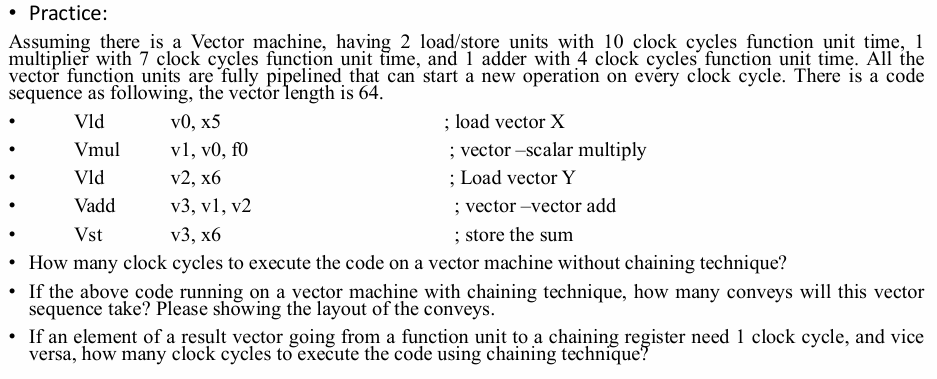 • Practice:
Assuming there is a Vector machine, having 2 load/store units with 10 clock cycles function unit time, 1
multiplier with 7 clock cycles function unit time, and 1 adder with 4 clock cycles function unit time. All the
vector function units are fully pipelined that can start a new operation on every clock cycle. There is a code
sequence as following, the vector length is 64.
• Vld v0, x5 ; load vector X
• Vmul v1, v0, f0 ; vector –scalar multiply
• Vld v2, x6 ; Load vector Y
• Vadd v3, v1, v2 ; vector –vector add
• Vst v3, x6 ; store the sum
• How many clock cycles to execute the code on a vector machine without chaining technique?
• If the above code running on a vector machine with chaining technique, how many conveys will this vector
sequence take? Please showing the layout of the conveys.
• If an element of a result vector going from a function unit to a chaining register need 1 clock cycle, and vice
versa, how many clock cycles to execute the code using chaining technique?